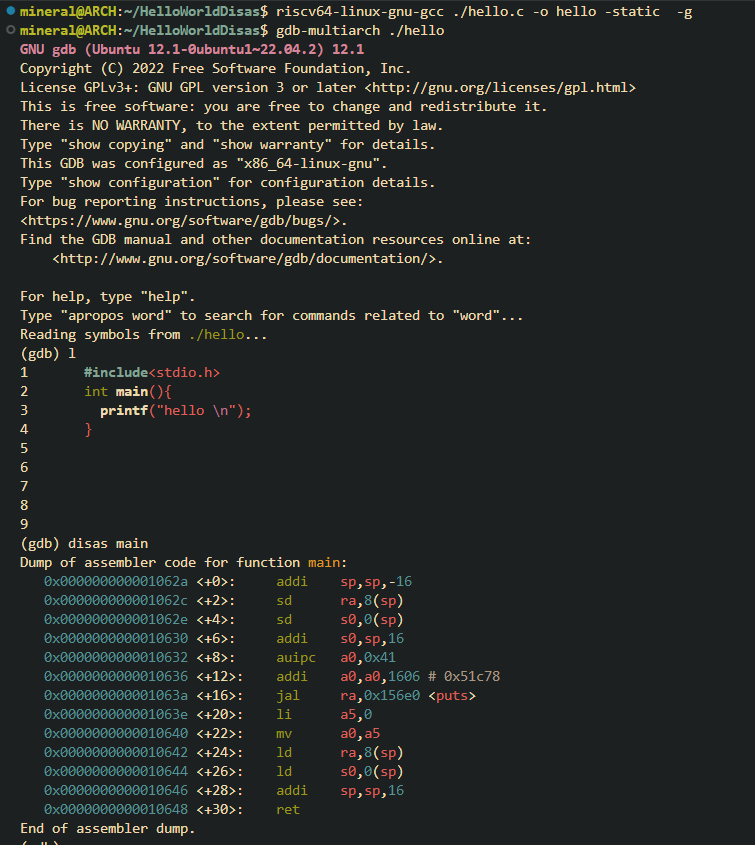 mineral@ARCH:~/HelloWorldDisas$ riscv64-linux-gnu-gcc ./hello.c -o hello -static  -g
mineral@ARCH:~/HelloWorldDisas$ gdb-multiarch ./hello
GNU gdb (Ubuntu 12.1-0ubuntu1~22.04.2) 12.1
Copyright (C) 2022 Free Software Foundation, Inc.
License GPLv3+: GNU GPL version 3 or later <http://gnu.org/licenses/gpl.html>
This is free software: you are free to change and redistribute it.
There is NO WARRANTY, to the extent permitted by law.
Type "show copying" and "show warranty" for details.
This GDB was configured as "x86_64-linux-gnu".
Type "show configuration" for configuration details.
For bug reporting instructions, please see:
<https://www.gnu.org/software/gdb/bugs/>.
Find the GDB manual and other documentation resources online at:
    <http://www.gnu.org/software/gdb/documentation/>.

For help, type "help".
Type "apropos word" to search for commands related to "word"...
Reading symbols from ./hello...
(gdb) l
1       #include<stdio.h>
2       int main(){
3         printf("hello \n");
4       }
5
6
7
8
9
(gdb) disas main
Dump of assembler code for function main:
   0x000000000001062a <+0>:     addi    sp,sp,-16
   0x000000000001062c <+2>:     sd      ra,8(sp)
   0x000000000001062e <+4>:     sd      s0,0(sp)
   0x0000000000010630 <+6>:     addi    s0,sp,16
   0x0000000000010632 <+8>:     auipc   a0,0x41
   0x0000000000010636 <+12>:    addi    a0,a0,1606 # 0x51c78
   0x000000000001063a <+16>:    jal     ra,0x156e0 <puts>
   0x000000000001063e <+20>:    li      a5,0
   0x0000000000010640 <+22>:    mv      a0,a5
   0x0000000000010642 <+24>:    ld      ra,8(sp)
   0x0000000000010644 <+26>:    ld      s0,0(sp)
   0x0000000000010646 <+28>:    addi    sp,sp,16
   0x0000000000010648 <+30>:    ret
End of assembler dump.